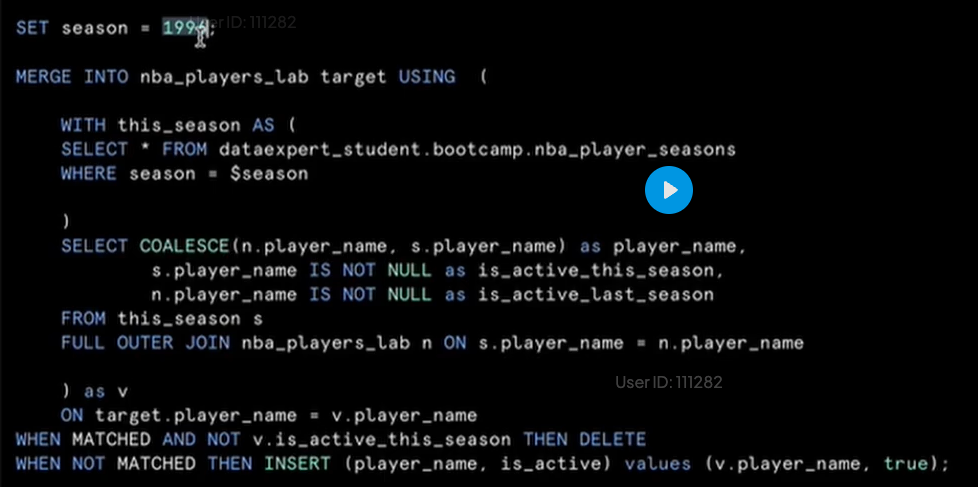 SET season = 1996;
User ID: 111282
MERGE INTO nba_players_lab target USING (
WITH this_season AS (
SELECT * FROM dataexpert_student.bootcamp.nba_player_seasons
WHERE season = $season
)
SELECT COALESCE(n.player_name, s.player_name) as player_name,
s.player_name IS NOT NULL as is_active_this_season,
n.player_name IS NOT NULL as is_active_last_season
FROM this_season s
FULL OUTER JOIN nba_players_lab n ON s.player_name = n.player_name
User ID: 111282
) as v
ON target.player_name = v.player_name
WHEN MATCHED AND NOT v.is_active_this_season THEN DELETE
WHEN NOT MATCHED THEN INSERT (player_name, is_active) values (v.player_name, true);